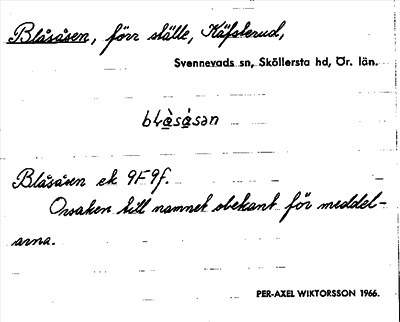 Blåsåsen, förr ställe, Käfsterud,
Svennevads sn, Sköllersta hd, Ör. län.
blåsåsən
Blåsåsen ek 9F9f.
Orsaken till namnet obekant för meddel-
arna.
PER-AXEL WIKTORSSON 1966.